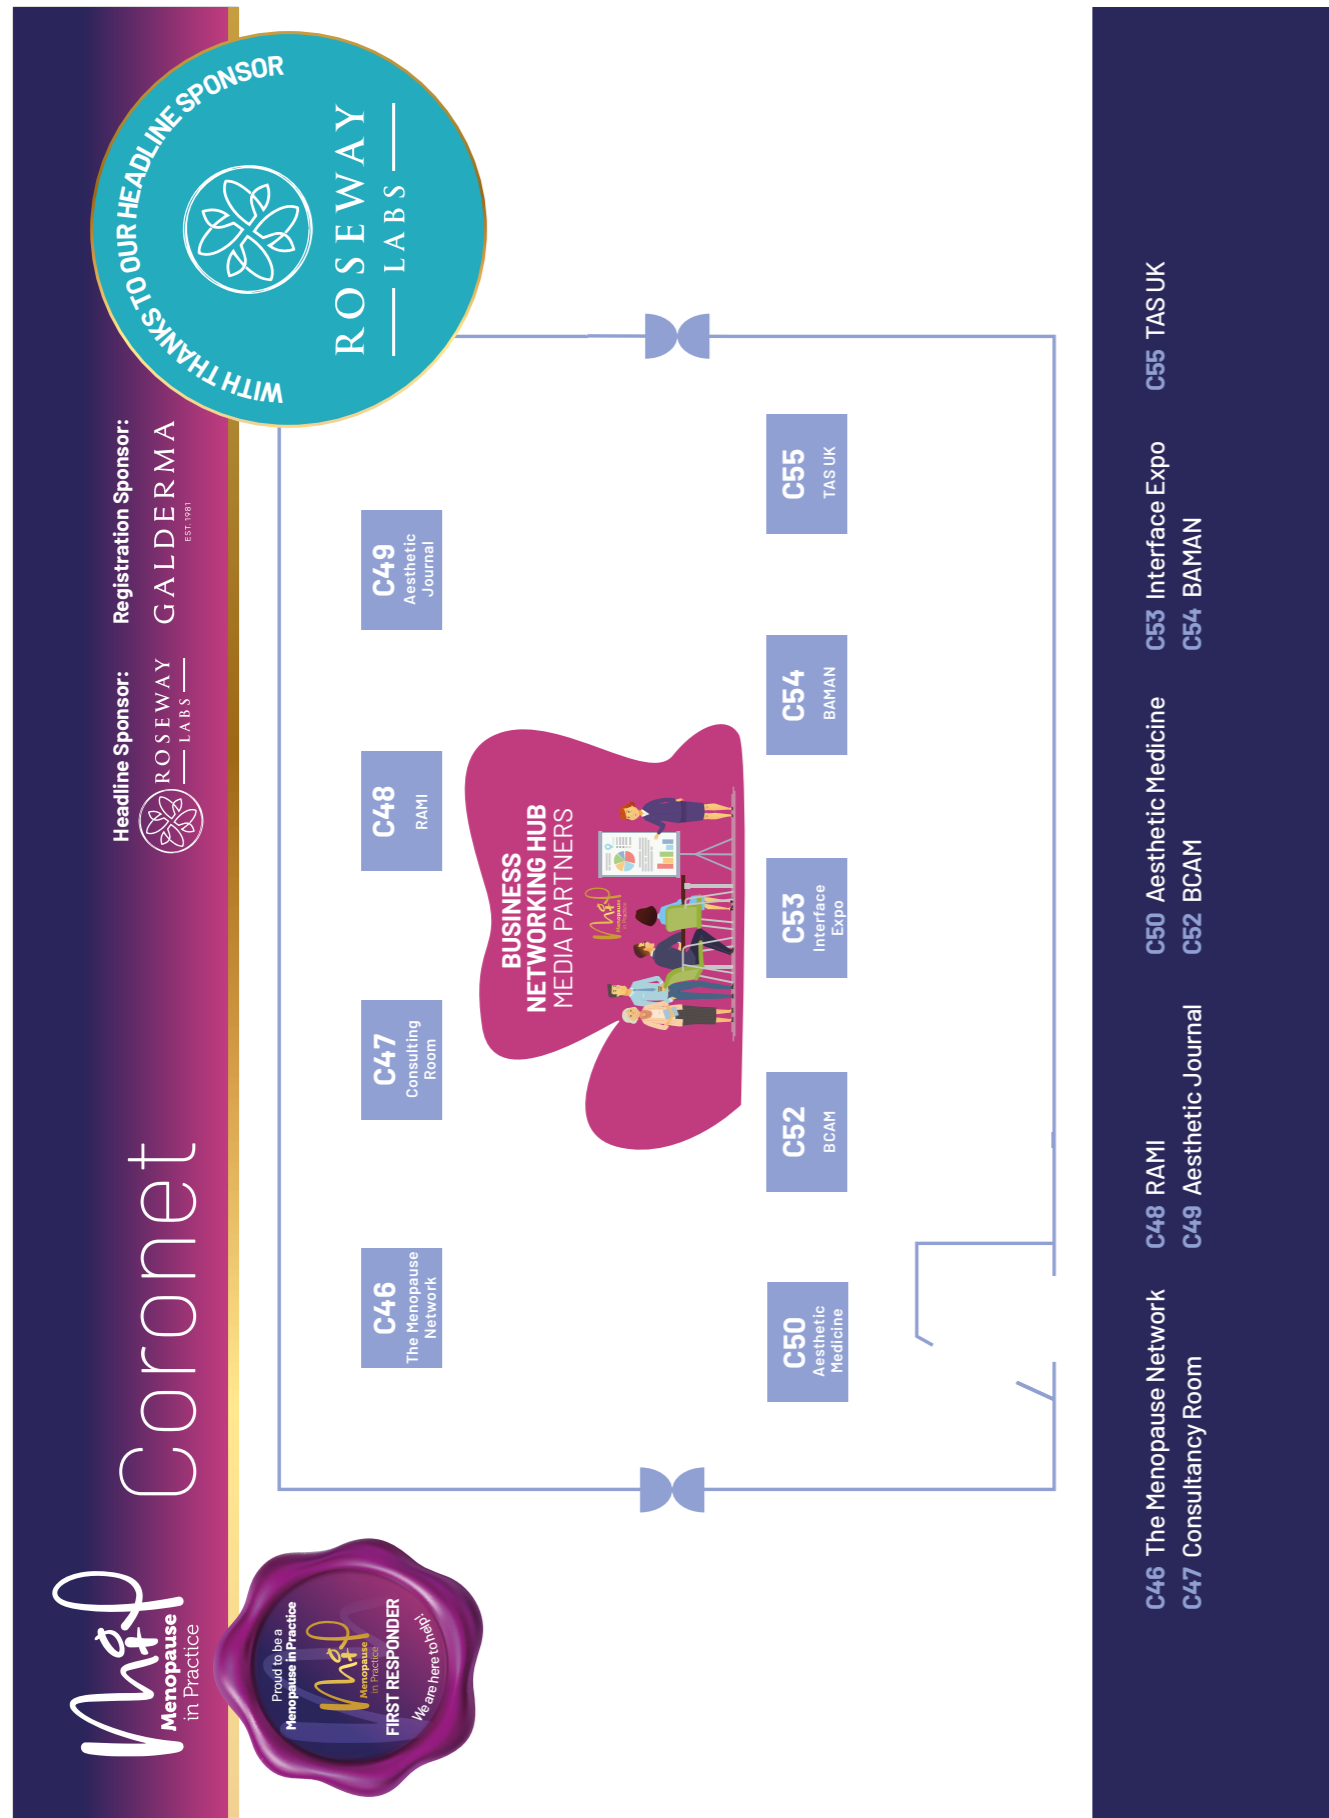 Menopause
in Practice
Coronet
Headline Sponsor:
ROSEWAY
LABS
Registration Sponsor:
GALDERMA
EST. 1981
WITH THANKS TO OUR HEADLINE SPONSOR
ROSEWAY
LABS
Proud to be a
Menopause in Practice
Menopause
in Practice
FIRST RESPONDER
We are here to help!
C46
The Menopause
Network
C47
Consulting
Room
C48
RAMI
C49
Aesthetic
Journal
BUSINESS
NETWORKING HUB
MEDIA PARTNERS
Menopause
in Practice
C50
Aesthetic
Medicine
C52
BCAM
C53
Interface
Expo
C54
BAMAN
C55
TAS UK
C46 The Menopause Network
C47 Consultancy Room
C48 RAMI
C49 Aesthetic Journal
C50 Aesthetic Medicine
C52 BCAM
C53 Interface Expo
C54 BAMAN
C55 TAS UK